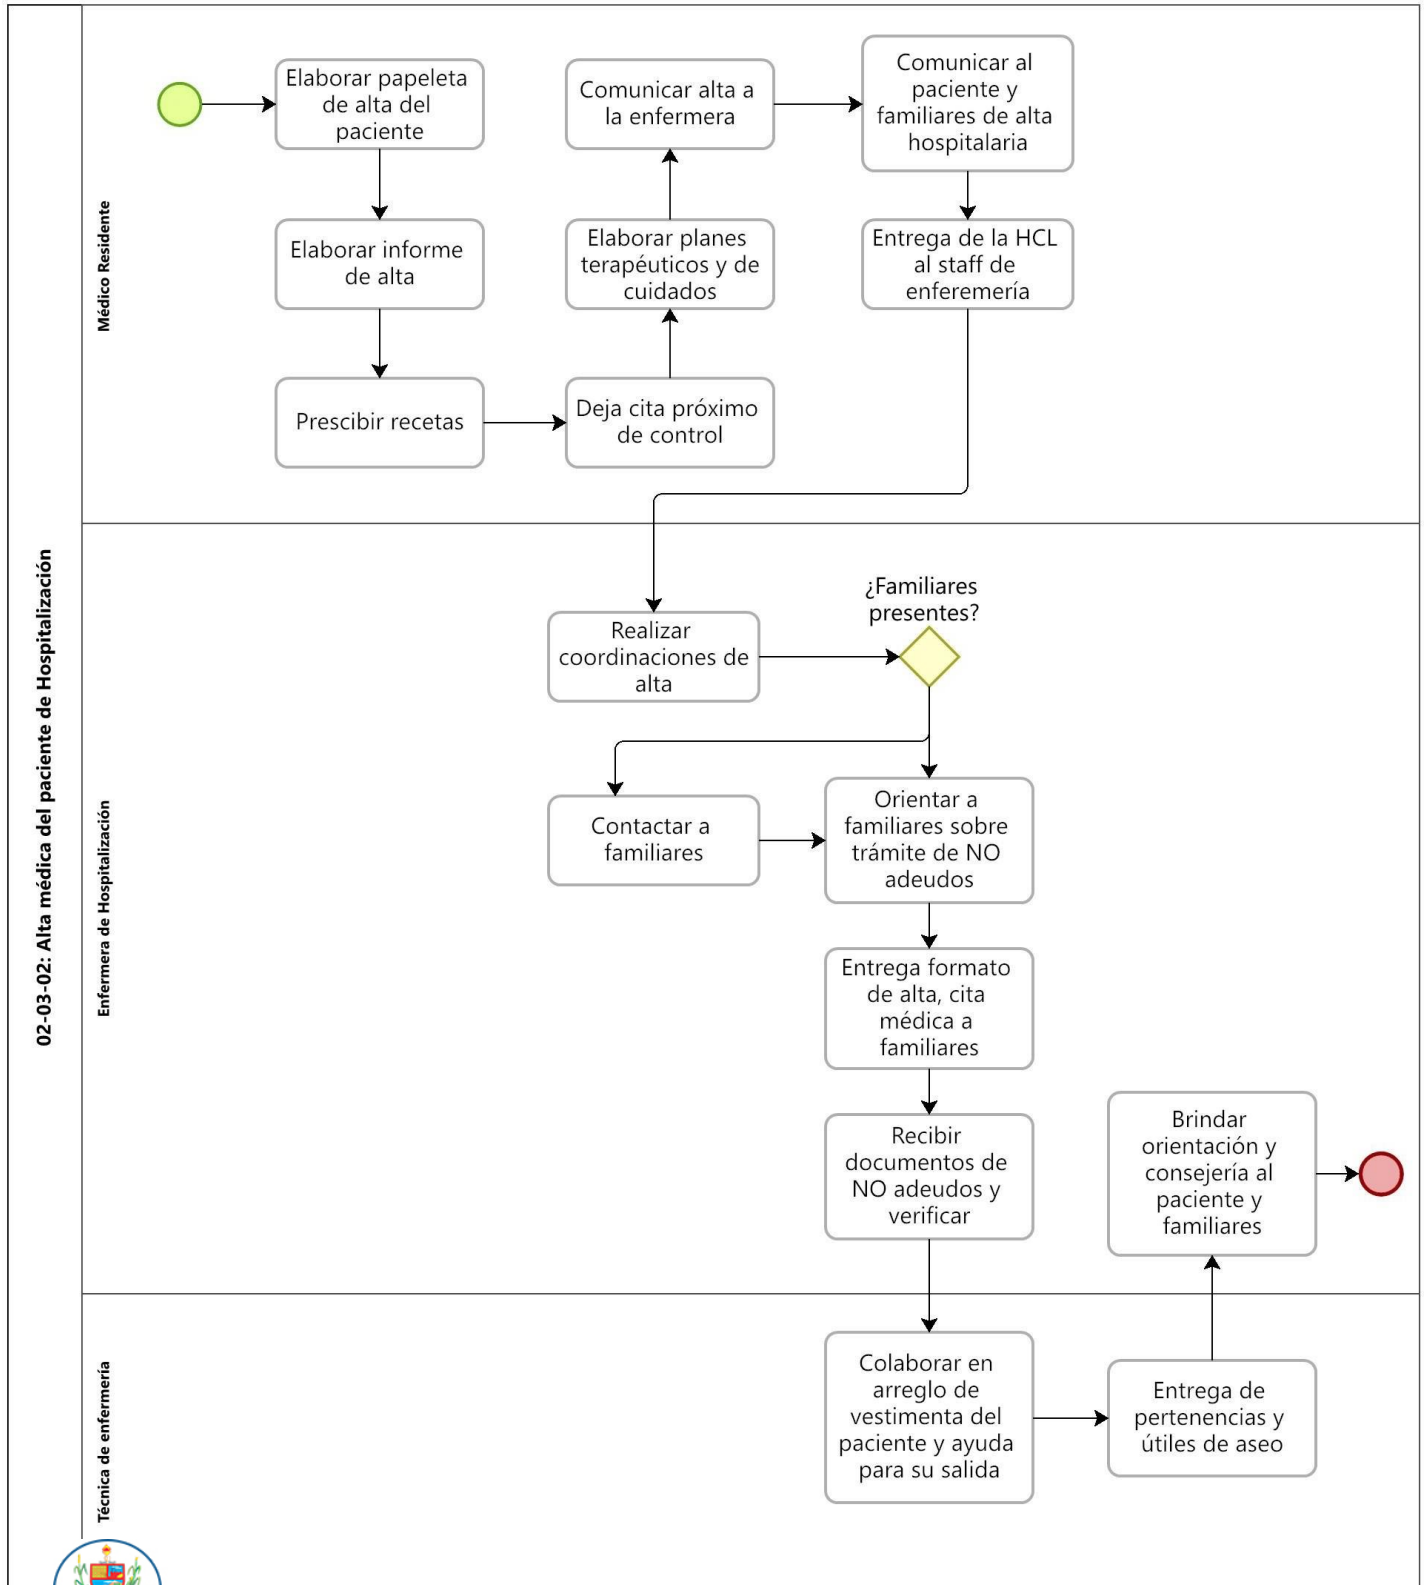 02-03-02: Alta médica del paciente de Hospitalización
Médico Residente
Elaborar papeleta
de alta del
paciente
Elaborar informe
de alta
Prescibir recetas
Deja cita próximo
de control
Elaborar planes
terapéuticos y de
cuidados
Comunicar alta a
la enfermera
Comunicar al
paciente y
familiares de alta
hospitalaria
Entrega de la HCL
al staff de
enferemería
Enfermera de Hospitalización
Realizar
coordinaciones de
alta
¿Familiares
presentes?
Contactar a
familiares
Orientar a
familiares sobre
trámite de NO
adeudos
Entrega formato
de alta, cita
médica a
familiares
Recibir
documentos de
NO adeudos y
verificar
Brindar
orientación y
consejería al
paciente y
familiares
Técnica de enfermería
Colaborar en
arreglo de
vestimenta del
paciente y ayuda
para su salida
Entrega de
pertenencias y
útiles de aseo